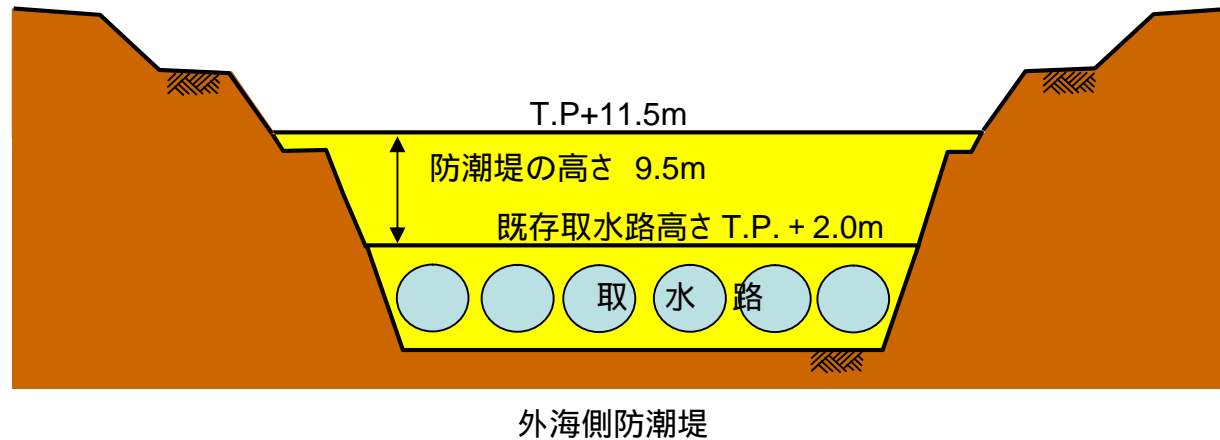 T.P+11.5m
防潮堤の高さ 9.5m
既存取水路高さ T.P. + 2.0m
取 水 路
外海側防潮堤